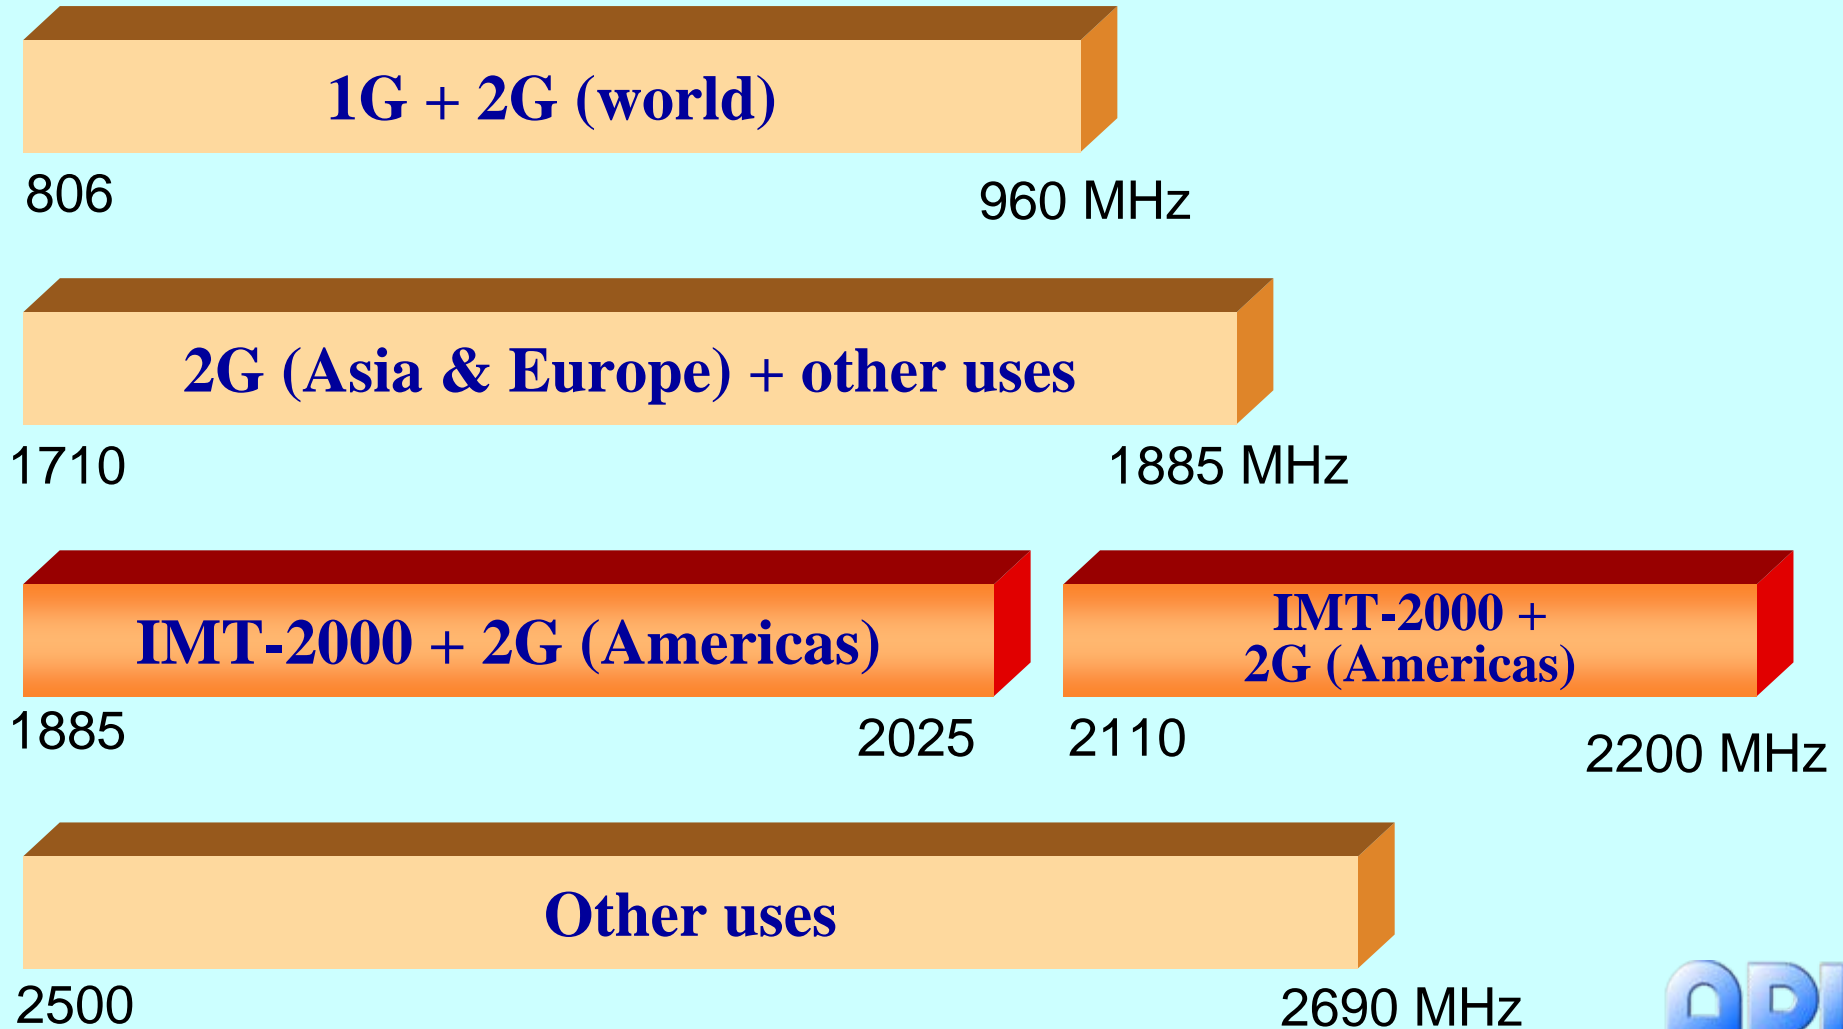 1G + 2G (world)
806
960 MHz
2G (Asia & Europe) + other uses
1710
1885 MHz
IMT-2000 + 2G (Americas)
IMT-2000 +
2G (Americas)
1885
2025
2110
2200 MHz
Other uses
2500
2690 MHz